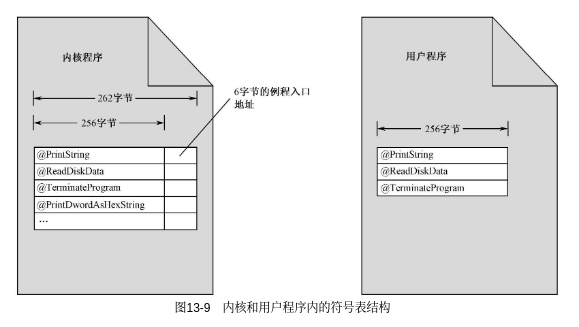 内核程序
262字节
256字节
6字节的例程入口
地址
@PrintString
@ReadDiskData
@TerminateProgram
@PrintDwordAsHexString
…
用户程序
256字节
@PrintString
@ReadDiskData
@TerminateProgram
图13-9 内核和用户程序内的符号表结构